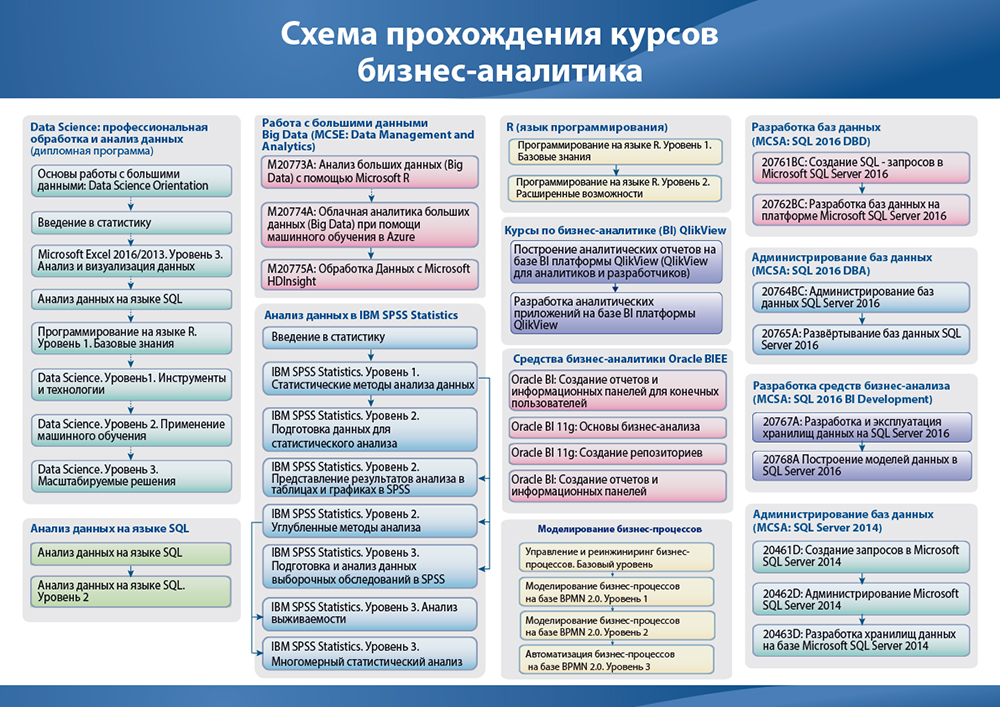 Схема прохождения курсов
бизнес-аналитика
Data Science: профессиональная
обработка и анализ данных
(дипломная программа)
Основы работы с большими
данными: Data Science Orientation
Введение в статистику
Microsoft Excel 2016/2013. Уровень 3.
Анализ и визуализация данных
Анализ данных на языке SQL
Программирование на языке R.
Уровень 1. Базовые знания
Data Science. Уровень1. Инструменты
и технологии
Data Science. Уровень 2. Применение
машинного обучения
Data Science. Уровень 3.
Масштабируемые решения
Анализ данных на языке SQL
Анализ данных на языке SQL
Анализ данных на языке SQL.
Уровень 2
Работа с большими данными
Big Data (MCSE: Data Management and
Analytics)
M20773A: Анализ больших данных (Big
Data) с помощью Microsoft R
M20774A: Облачная аналитика больших
данных (Big Data) при помощи
машинного обучения в Azure
M20775A: Обработка Данных с Microsoft
HDInsight
Анализ данных в IBM SPSS Statistics
Введение в статистику
IBM SPSS Statistics. Уровень 1.
Статистические методы анализа данных
IBM SPSS Statistics. Уровень 2.
Подготовка данных для
статистического анализа
IBM SPSS Statistics. Уровень 2.
Представление результатов анализа в
таблицах и графиках в SPSS
IBM SPSS Statistics. Уровень 2.
Углубленные методы анализа
IBM SPSS Statistics. Уровень 3.
Подготовка и анализ данных
выборочных обследований в SPSS
IBM SPSS Statistics. Уровень 3. Анализ
выживаемости
IBM SPSS Statistics. Уровень 3.
Многомерный статистический анализ
R (язык программирования)
Программирование на языке R. Уровень 1.
Базовые знания
Программирование на языке R. Уровень 2.
Расширенные возможности
Курсы по бизнес-аналитике (BI) QlikView
Построение аналитических отчетов на
базе BI платформы QlikView (QlikView
для аналитиков и разработчиков)
Разработка аналитических
приложений на базе BI платформы
QlikView
Средства бизнес-аналитики Oracle BIEE
Oracle BI: Создание отчетов и
информационных панелей для конечных
пользователей
Oracle BI 11g: Основы бизнес-анализа
Oracle BI 11g: Создание репозиториев
Oracle BI: Создание отчетов и
информационных панелей
Моделирование бизнес-процессов
Управление и реинжиниринг бизнес-
процессов. Базовый уровень
Моделирование бизнес-процессов
на базе BPMN 2.0. Уровень 1
Моделирование бизнес-процессов
на базе BPMN 2.0. Уровень 2
Автоматизация бизнес-процессов
на базе BPMN 2.0. Уровень 3
Разработка баз данных
(MCSA: SQL 2016 DBD)
20761BC: Создание SQL - запросов в
Microsoft SQL Server 2016
20762BC: Разработка баз данных на
платформе Microsoft SQL Server 2016
Администрирование баз данных
(MCSA: SQL 2016 DBA)
20764BC: Администрирование баз
данных SQL Server 2016
20765A: Развёртывание баз данных SQL
Server 2016
Разработка средств бизнес-анализа
(MCSA: SQL 2016 BI Development)
20767A: Разработка и эксплуатация
хранилищ данных на SQL Server 2016
20768A Построение моделей данных в
SQL Server 2016
Администрирование баз данных
(MCSA: SQL Server 2014)
20461D: Создание запросов в Microsoft
SQL Server 2014
20462D: Администрирование Microsoft
SQL Server 2014
20463D: Разработка хранилищ данных
на базе Microsoft SQL Server 2014